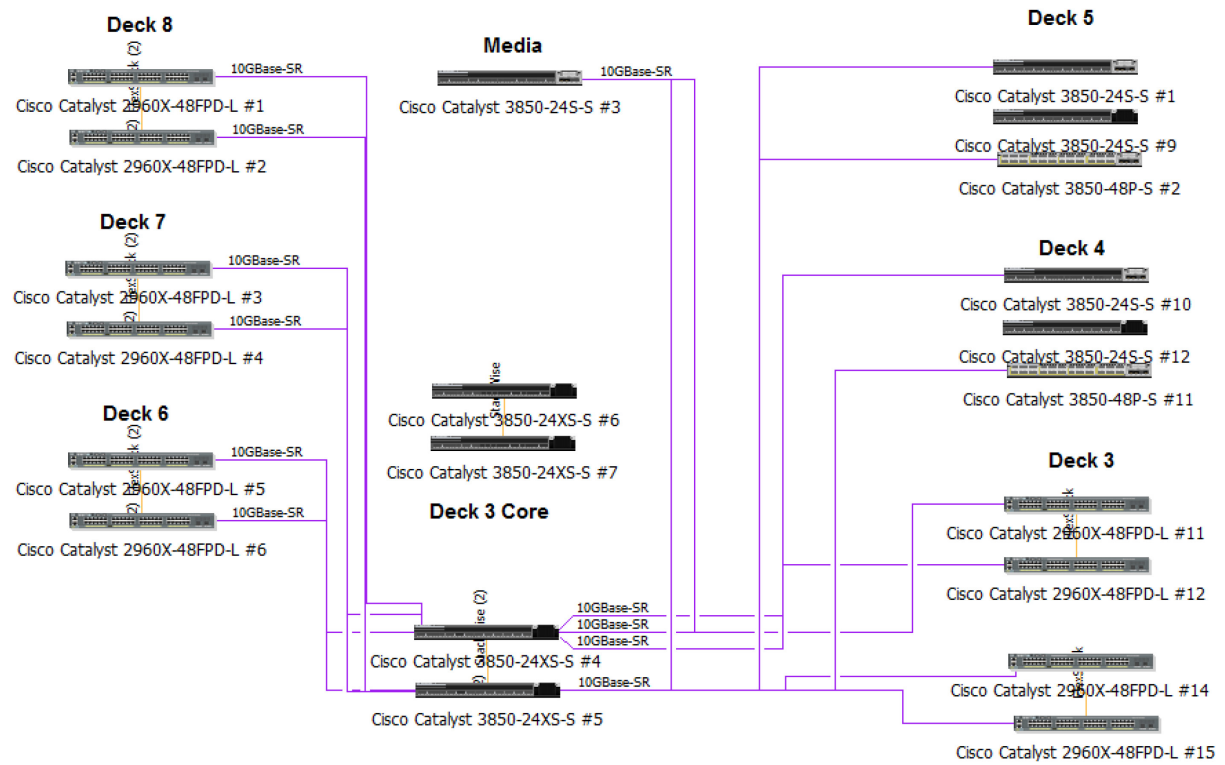 Deck 8
10GBase-SR
Cisco Catalyst 2960X-48FPD-L #1
10GBase-SR
Cisco Catalyst 2960X-48FPD-L #2
Deck 7
10GBase-SR
Cisco Catalyst 2960X-48FPD-L #3
10GBase-SR
Cisco Catalyst 2960X-48FPD-L #4
Deck 6
10GBase-SR
Cisco Catalyst 2960X-48FPD-L #5
10GBase-SR
Cisco Catalyst 2960X-48FPD-L #6
Media
10GBase-SR
Cisco Catalyst 3850-24S-S #3
Cisco Catalyst 3850-24XS-S #6
Cisco Catalyst 3850-24XS-S #7
Deck 3 Core
10GBase-SR
10GBase-SR
10GBase-SR
Cisco Catalyst 3850-24XS-S #4
10GBase-SR
Cisco Catalyst 3850-24XS-S #5
Deck 5
Cisco Catalyst 3850-24S-S #1
Cisco Catalyst 3850-24S-S #9
Cisco Catalyst 3850-48P-S #2
Deck 4
Cisco Catalyst 3850-24S-S #10
Cisco Catalyst 3850-24S-S #12
Cisco Catalyst 3850-48P-S #11
Deck 3
Cisco Catalyst 2960X-48FPD-L #11
Cisco Catalyst 2960X-48FPD-L #12
Cisco Catalyst 2960X-48FPD-L #14
Cisco Catalyst 2960X-48FPD-L #15